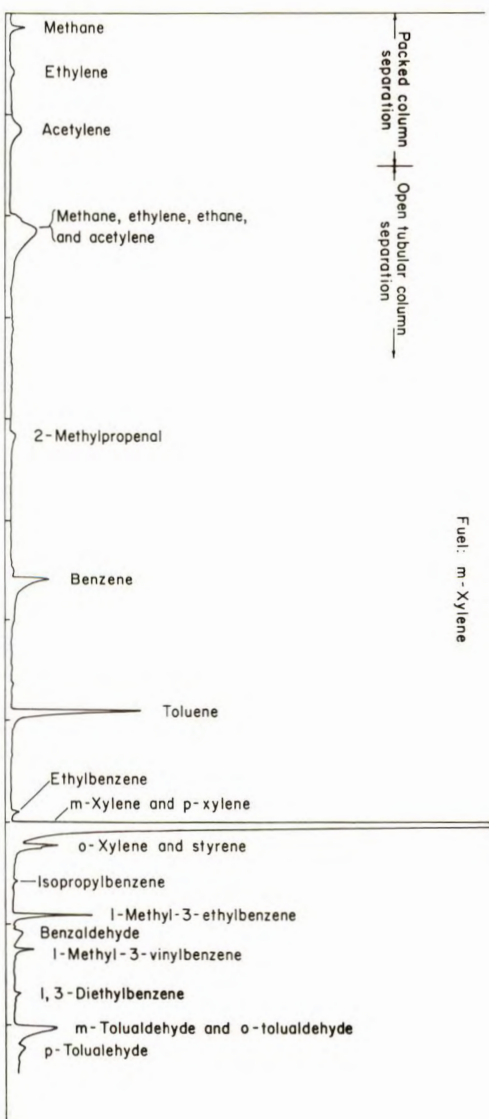 Methane
Ethylene
Acetylene
Methane, ethylene, ethane,
and acetylene
Packed column
separation
Open tubular column
separation
2-Methylpropenal
Fuel: m-Xylene
Benzene
Toluene
Ethylbenzene
m-Xylene and p-xylene
o-Xylene and styrene
Isopropylbenzene
1-Methyl-3-ethylbenzene
Benzaldehyde
1-Methyl-3-vinylbenzene
1,3-Diethylbenzene
m-Tolualdehyde and o-tolualdehyde
p-Tolualehyde